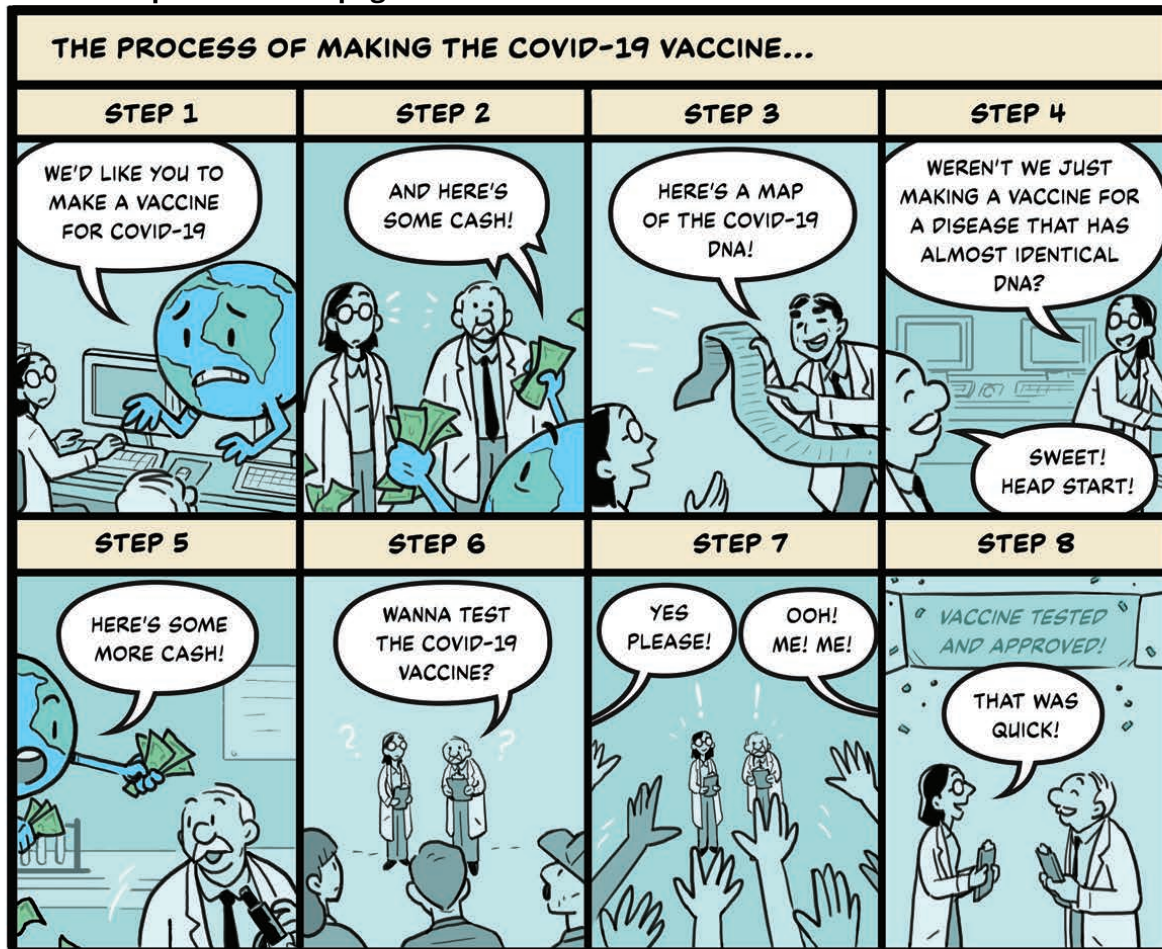 THE PROCESS OF MAKING THE COVID-19 VACCINE...
STEP 1
WE'D LIKE YOU TO
MAKE A VACCINE
FOR COVID-19
STEP 2
AND HERE'S
SOME CASH!
STEP 3
HERE'S A MAP
OF THE COVID-19
DNA!
STEP 4
WEREN'T WE JUST
MAKING A VACCINE FOR
A DISEASE THAT HAS
ALMOST IDENTICAL
DNA?
SWEET!
HEAD START!
STEP 5
HERE'S SOME
MORE CASH!
STEP 6
WANNA TEST
THE COVID-19
VACCINE?
? ?
STEP 7
YES
PLEASE!
OOH!
ME! ME!
! !
STEP 8
VACCINE TESTED
AND APPROVED!
THAT WAS
QUICK!